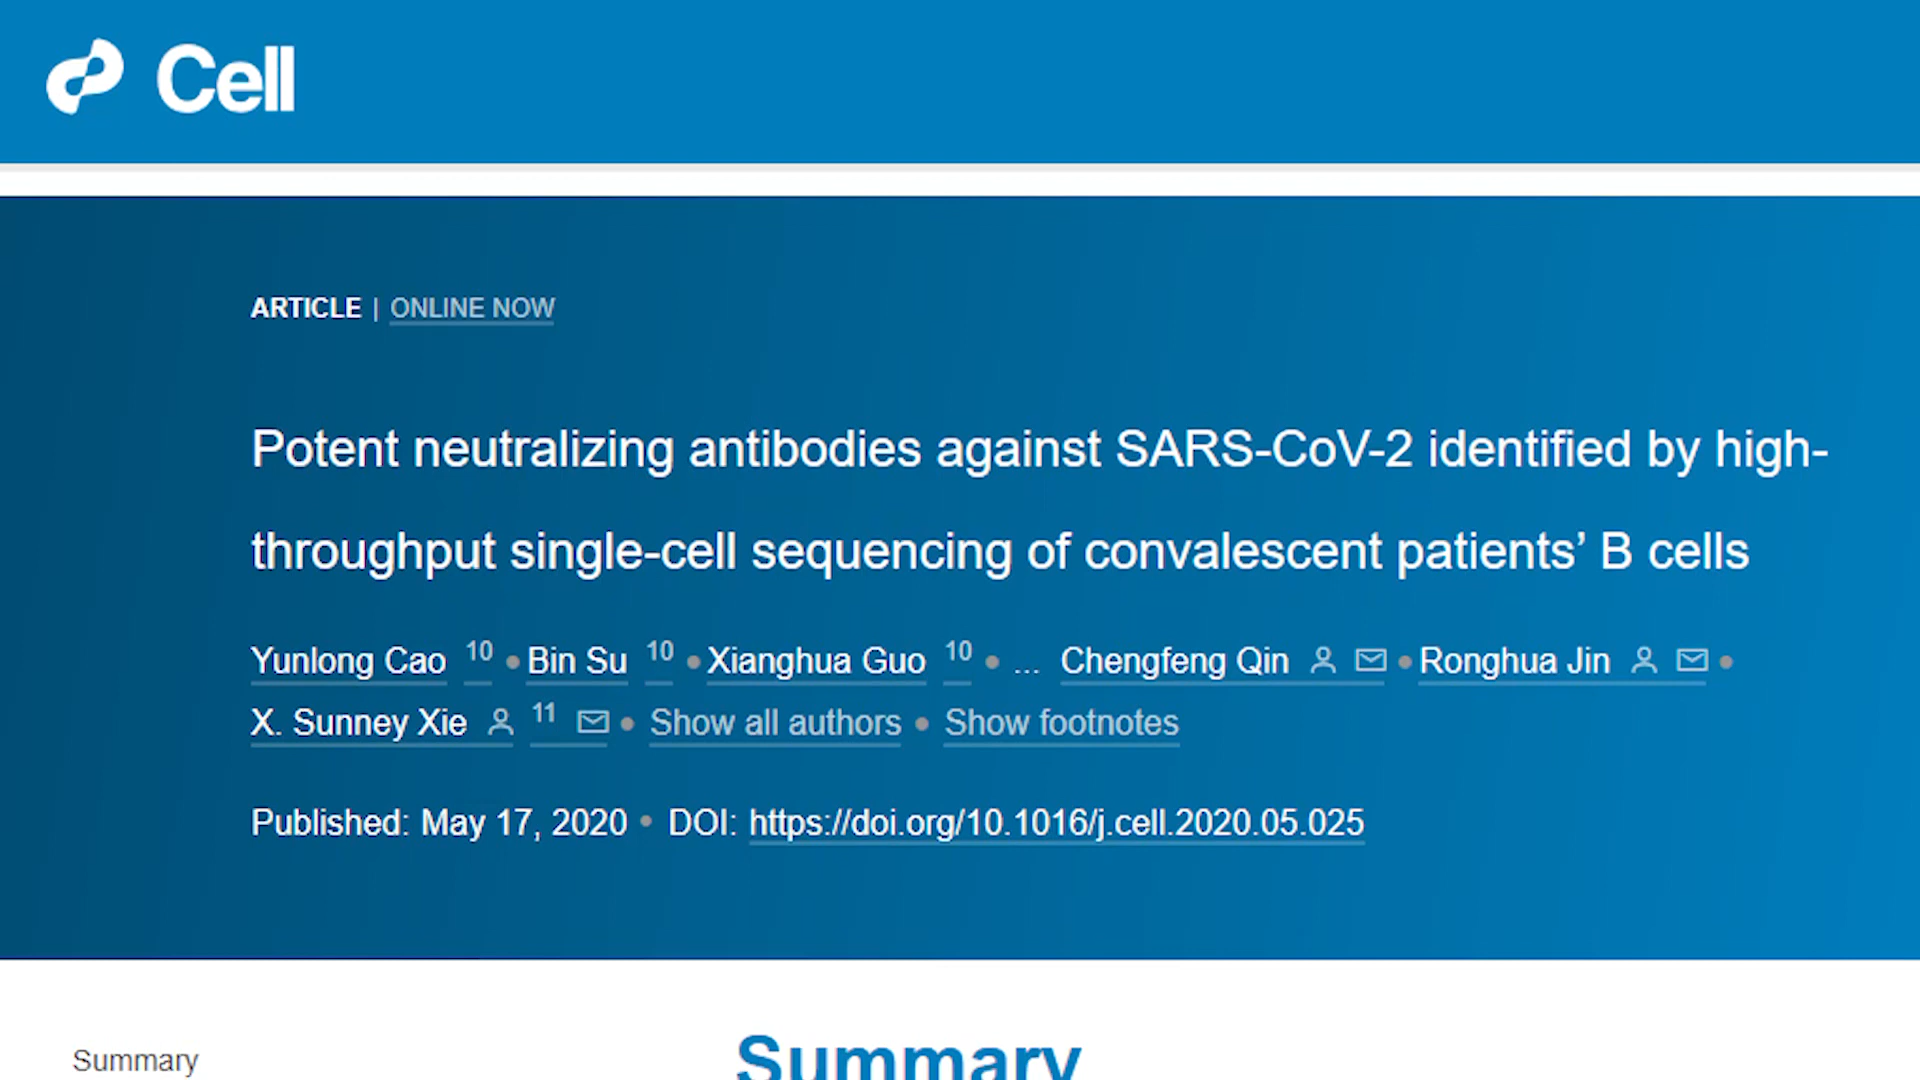 Cell
ARTICLE | ONLINE NOW
Potent neutralizing antibodies against SARS-CoV-2 identified by high-
throughput single-cell sequencing of convalescent patients’ B cells
Yunlong Cao 10 • Bin Su 10 • Xianghua Guo 10 • ... Chengfeng Qin • Ronghua Jin •
X. Sunney Xie 11 • Show all authors • Show footnotes
Published: May 17, 2020 • DOI: https://doi.org/10.1016/j.cell.2020.05.025
Summary
Summary